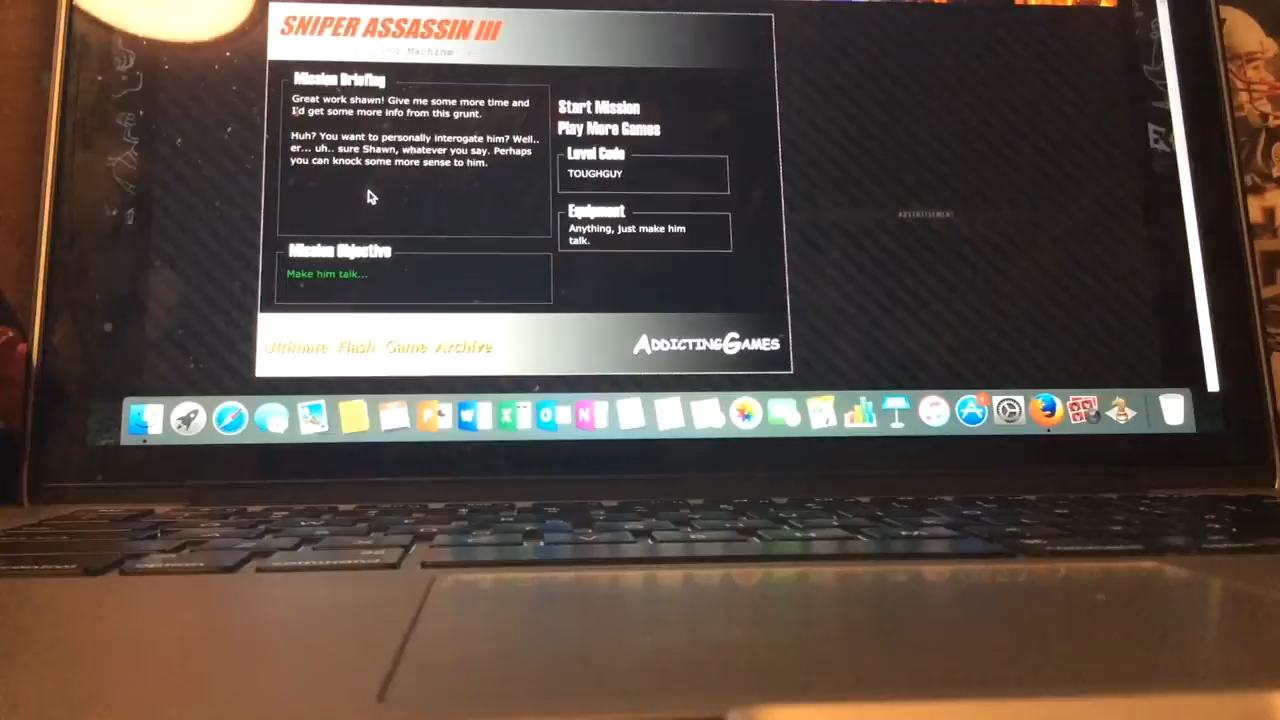 SNIPER ASSASSIN III
Machine
Mission Briefing
Great work shawn! Give me some more time and
I'd get some more info from this grunt.
Huh? You want to personally interogate him? Well..
er... uh.. sure Shawn, whatever you say. Perhaps
you can knock some more sense to him.
Mission Objective
Make him talk...
Start Mission
Play More Games
Level Code
TOUGHGUY
Equipment
Anything, just make him
talk.
Ultimate Flash Game Archive
ADDICTINGGAMES
ADVERTISEMENT
command